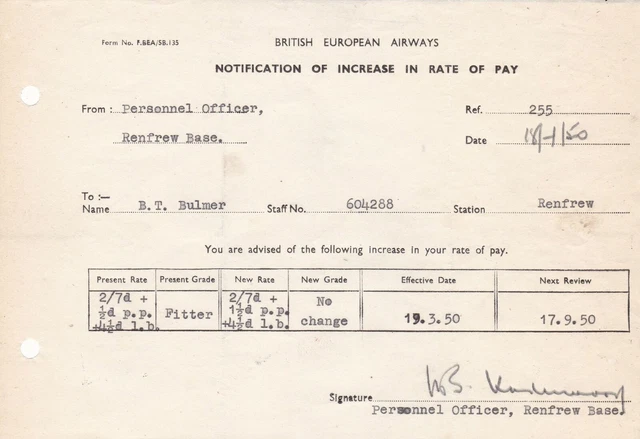 Form No. F.BEA/SB.135
BRITISH EUROPEAN AIRWAYS
NOTIFICATION OF INCREASE IN RATE OF PAY
From : Personnel Officer,
Renfrew Base.
Ref. 255
Date
To :—
Name B.T. Bulmer Staff No. 604288 Station Renfrew
You are advised of the following increase in your rate of pay.
Present Rate Present Grade New Rate New Grade Effective Date Next Review
2/7d + ½d p.p. +4½d l.b. Fitter 2/7d + 1½d p.p. +4½d l.b. No change 19.3.50 17.9.50
Signature
Personnel Officer, Renfrew Base.